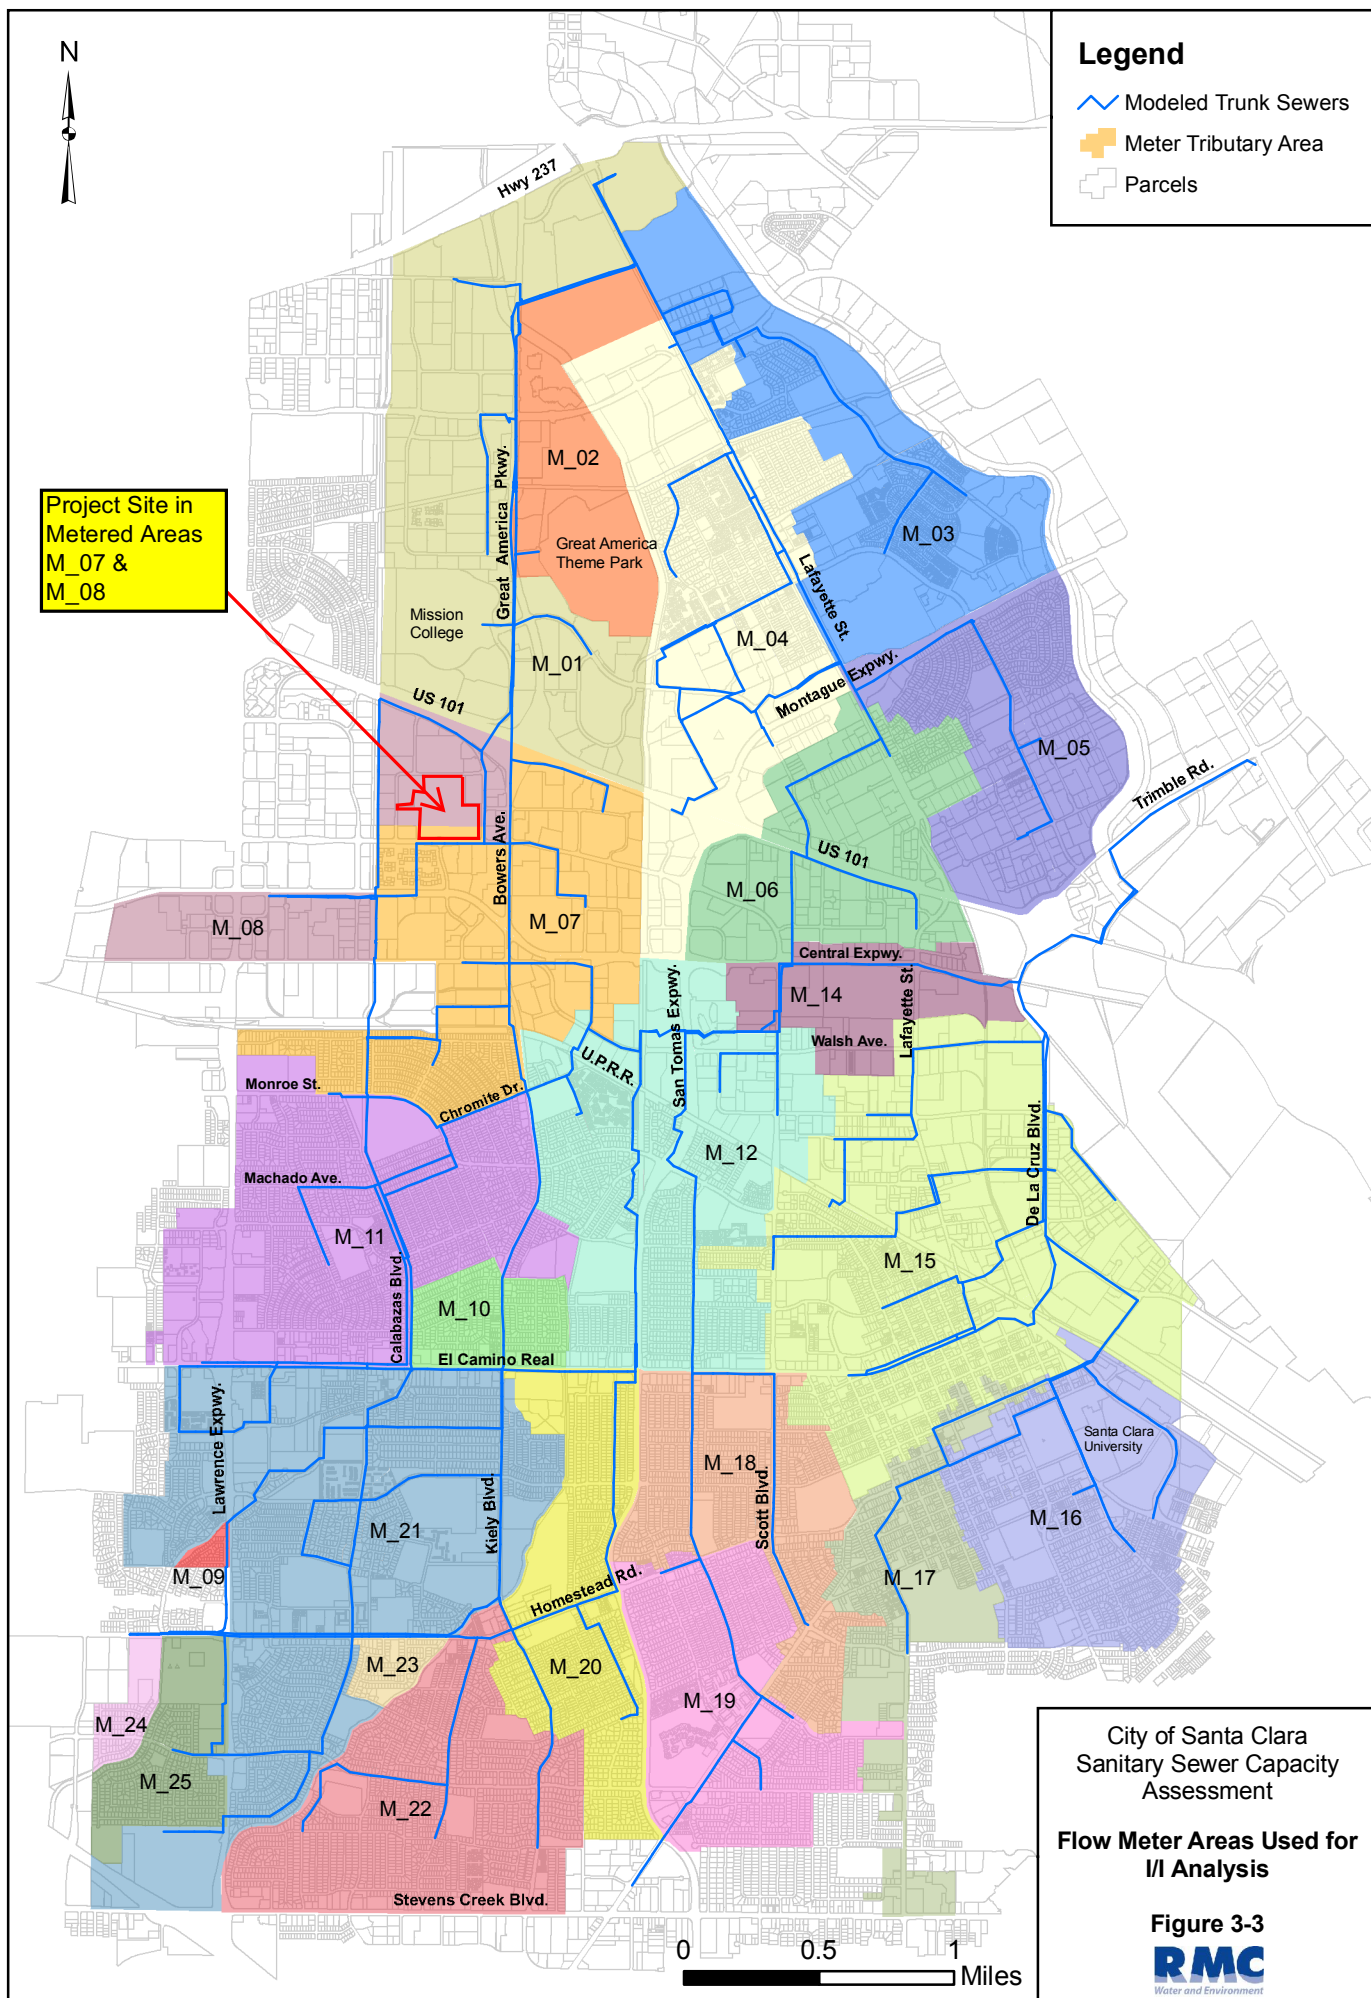 N
Legend
Modeled Trunk Sewers
Meter Tributary Area
Parcels
Hwy 237
Great America Pkwy.
M_02
Project Site in
Metered Areas
M_07 &
M_08
Great America
Theme Park
M_03
Lafayette St.
Mission
College
M_01
M_04
Montague Expwy.
US 101
M_05
Trimble Rd.
Bowers Ave.
US 101
M_06
M_08
M_07
Central Expwy.
San Tomas Expwy.
M_14
Lafayette St.
Walsh Ave.
U.P.R.R.
Monroe St.
Chromite Dr.
De La Cruz Blvd.
M_12
Machado Ave.
M_11
Calabazas Blvd.
M_15
M_10
El Camino Real
Lawrence Expwy.
Santa Clara
University
M_18
Scott Blvd.
Kiely Blvd.
M_21
M_16
M_09
M_17
Homestead Rd.
M_23
M_20
M_19
M_24
M_25
M_22
Stevens Creek Blvd.
0 0.5 1
Miles
City of Santa Clara
Sanitary Sewer Capacity
Assessment
Flow Meter Areas Used for
I/I Analysis
Figure 3-3
RMC
Water and Environment